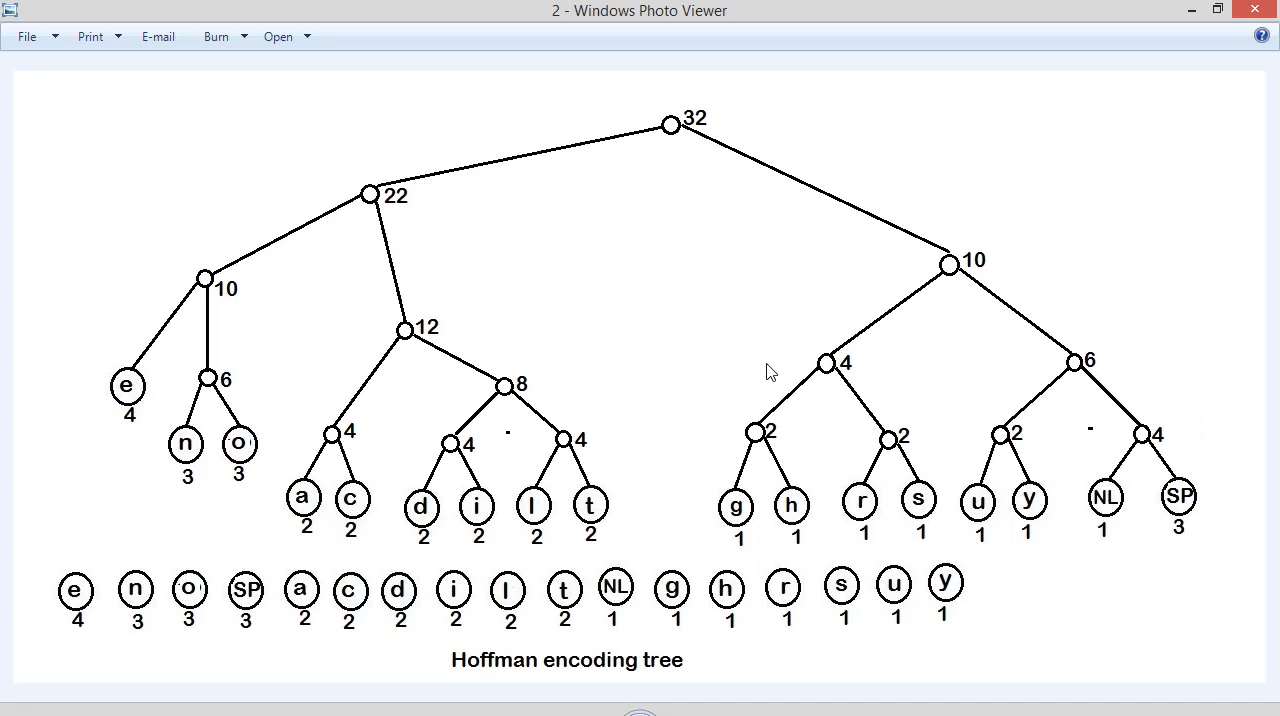 2 - Windows Photo Viewer
File Print E-mail Burn Open
32
22
10
10
12
4 6
e 6 8
4
n o 4 4 4 2 2 2 4
3 3
a c d i l t g h r s u y NL SP
2 2 2 2 2 2 1 1 1 1 1 1 1 3
e n o SP a c d i l t NL g h r s u y
4 3 3 3 2 2 2 2 2 2 1 1 1 1 1 1 1
Hoffman encoding tree